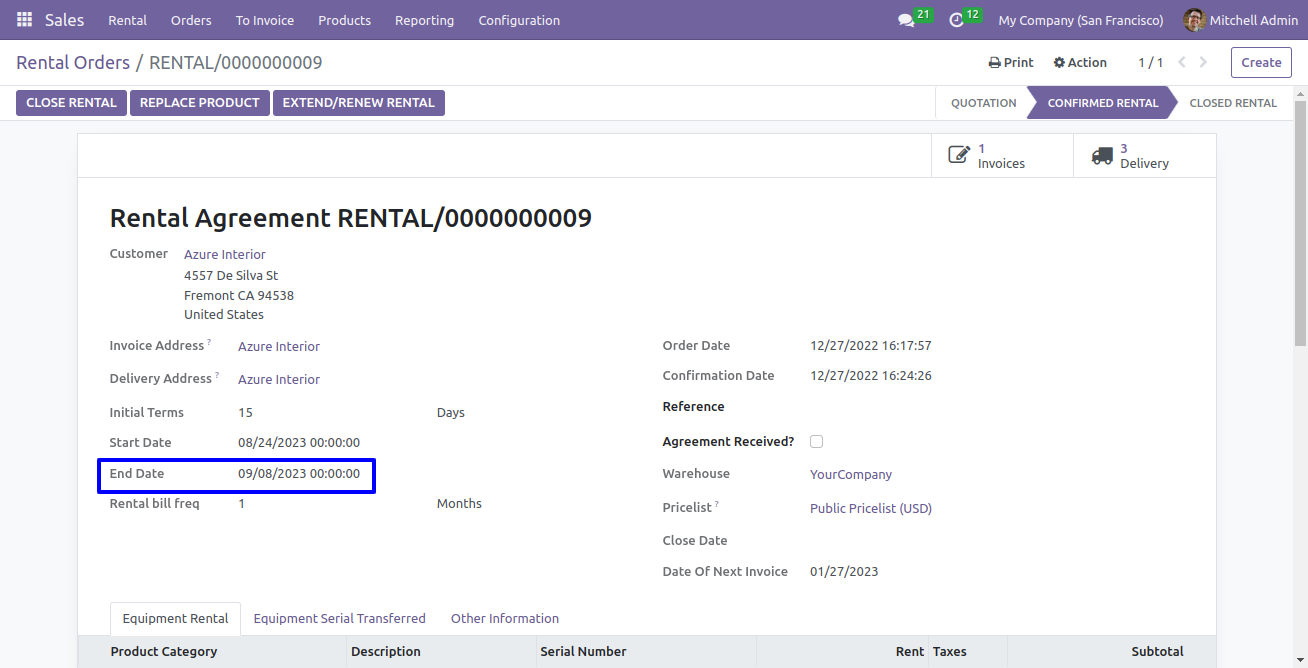 Sales Rental Orders To Invoice Products Reporting Configuration 21 12 My Company (San Francisco) Mitchell Admin
Rental Orders / RENTAL/0000000009 Print Action 1 / 1 Create
CLOSE RENTAL REPLACE PRODUCT EXTEND/RENEW RENTAL QUOTATION CONFIRMED RENTAL CLOSED RENTAL
1 Invoices
3 Delivery
Rental Agreement RENTAL/0000000009
Customer Azure Interior
4557 De Silva St
Fremont CA 94538
United States
Invoice Address ? Azure Interior
Delivery Address ? Azure Interior
Initial Terms 15 Days
Start Date 08/24/2023 00:00:00
End Date 09/08/2023 00:00:00
Rental bill freq 1 Months
Order Date 12/27/2022 16:17:57
Confirmation Date 12/27/2022 16:24:26
Reference
Agreement Received?
Warehouse YourCompany
Pricelist ? Public Pricelist (USD)
Close Date
Date Of Next Invoice 01/27/2023
Equipment Rental Equipment Serial Transferred Other Information
Product Category Description Serial Number Rent Taxes Subtotal